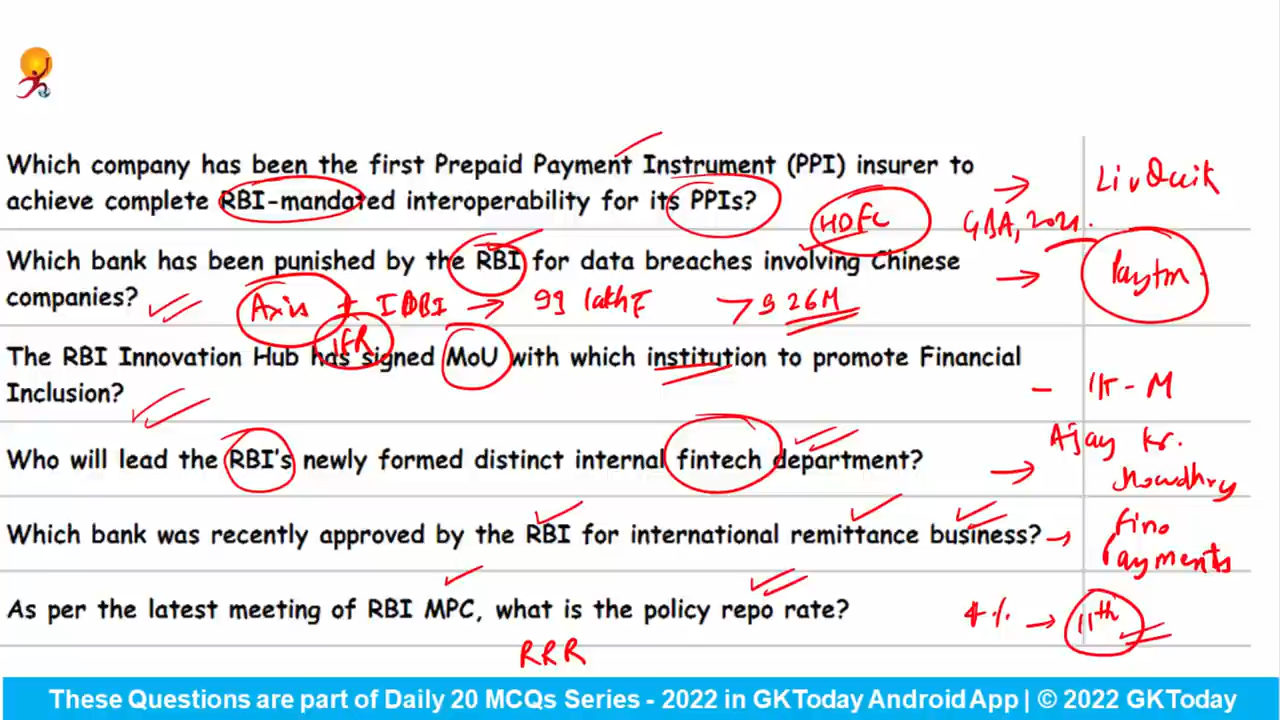 Which company has been the first Prepaid Payment Instrument (PPI) insurer to
achieve complete RBI-mandated interoperability for its PPIs?
LivQuik
HDFC
GBA, 2021.
Which bank has been punished by the RBI for data breaches involving Chinese
companies?
Paytm
Axis + IDBI → 99 lakh₹ → 926M
IFR
The RBI Innovation Hub has signed MoU with which institution to promote Financial
Inclusion?
- IIT - M
Who will lead the RBI's newly formed distinct internal fintech department?
Ajay Kr.
Chowdhry
Which bank was recently approved by the RBI for international remittance business?
Fino
Payments
As per the latest meeting of RBI MPC, what is the policy repo rate?
4% → 11th
RRR
These Questions are part of Daily 20 MCQs Series - 2022 in GKToday Android App | © 2022 GKToday